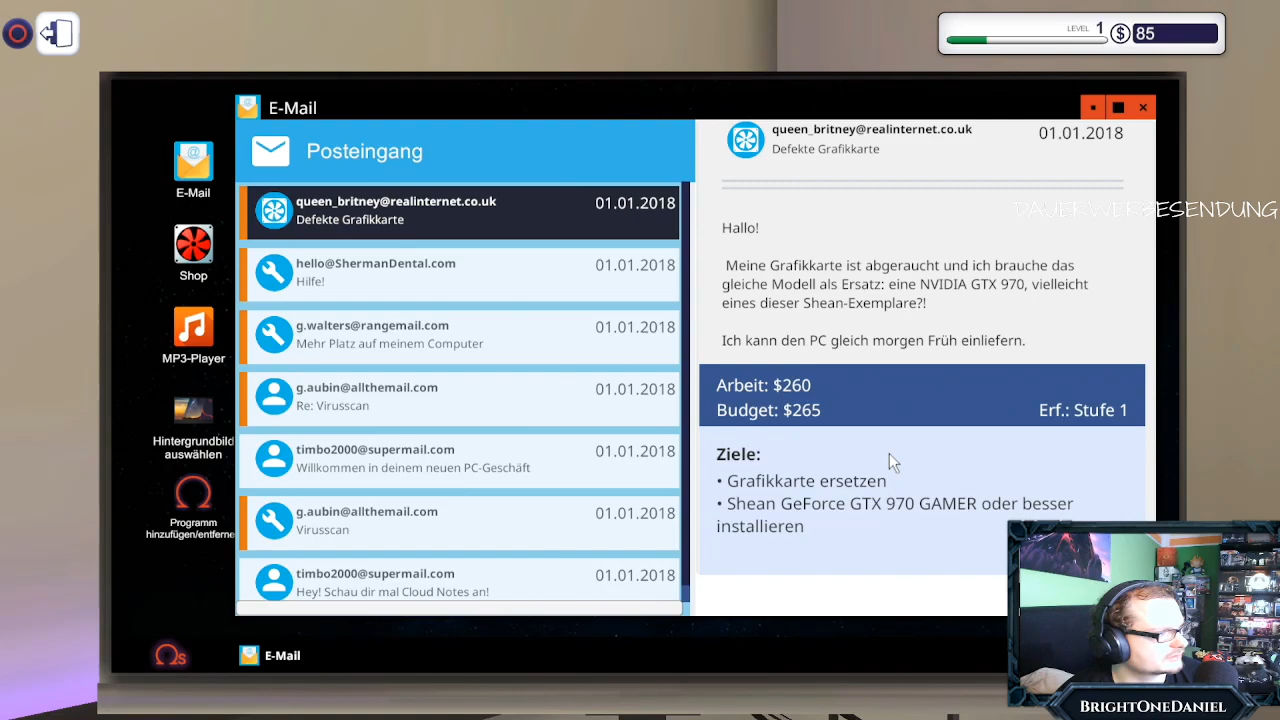 LEVEL 1
$ 85
E-Mail
Posteingang
queen_britney@realinternet.co.uk 01.01.2018
Defekte Grafikkarte
hello@ShermanDental.com 01.01.2018
Hilfe!
g.walters@rangemail.com 01.01.2018
Mehr Platz auf meinem Computer
g.aubin@allthemail.com 01.01.2018
Re: Virusscan
timbo2000@supermail.com 01.01.2018
Willkommen in deinem neuen PC-Geschäft
g.aubin@allthemail.com 01.01.2018
Virusscan
timbo2000@supermail.com 01.01.2018
Hey! Schau dir mal Cloud Notes an!
queen_britney@realinternet.co.uk 01.01.2018
Defekte Grafikkarte
DAUERWERBESENDUNG
Hallo!
Meine Grafikkarte ist abgeraucht und ich brauche das
gleiche Modell als Ersatz: eine NVIDIA GTX 970, vielleicht
eines dieser Shean-Exemplare?!
Ich kann den PC gleich morgen Früh einliefern.
Arbeit: $260
Budget: $265 Erf.: Stufe 1
Ziele:
• Grafikkarte ersetzen
• Shean GeForce GTX 970 GAMER oder besser
installieren
E-Mail
Shop
MP3-Player
Hintergrundbild
auswählen
Programm
hinzufügen/entferne
Ωs
E-Mail
BRIGHTONEDANIEL